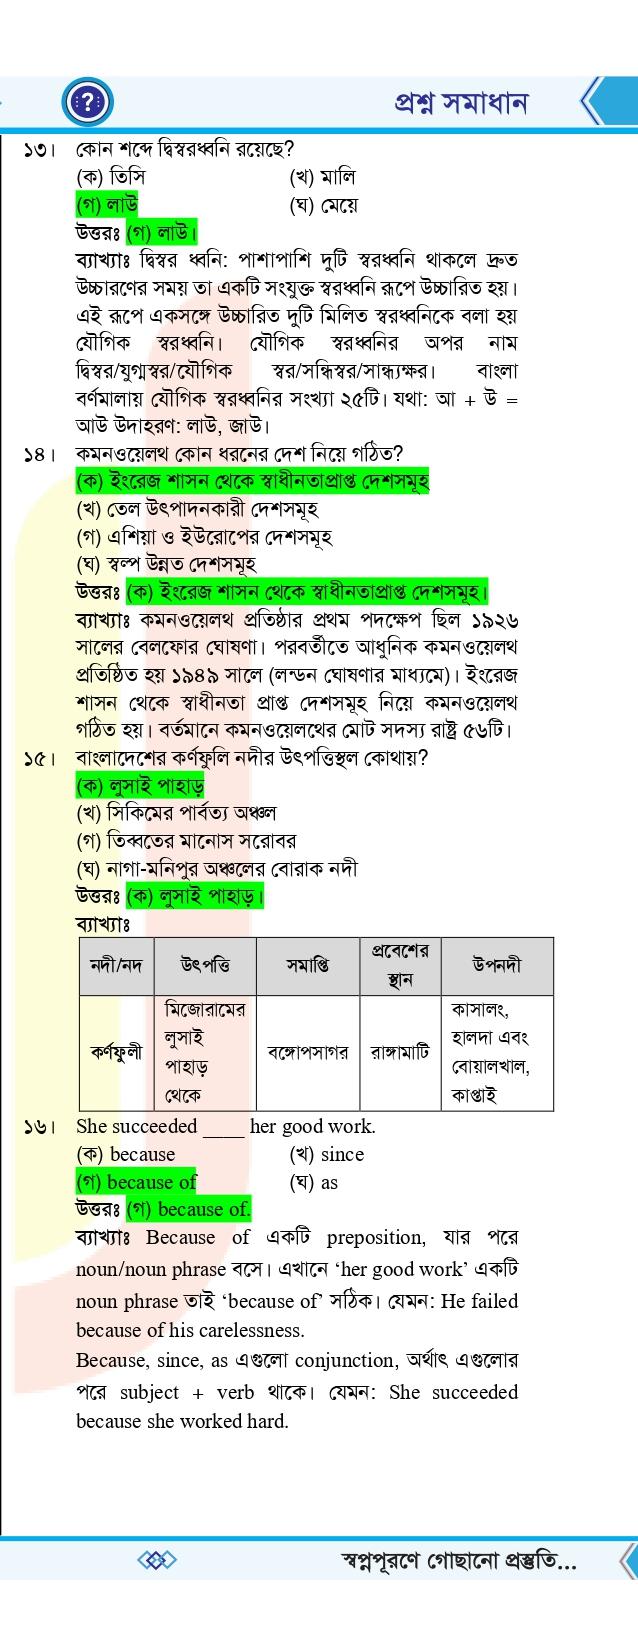 প্রশ্ন সমাধান
১৩। কোন শব্দে দ্বিস্বরধ্বনি রয়েছে?
(ক) তিসি (খ) মালি
(গ) লাউ (ঘ) মেয়ে
উত্তরঃ (গ) লাউ।
ব্যাখ্যাঃ দ্বিস্বর ধ্বনি: পাশাপাশি দুটি স্বরধ্বনি থাকলে দ্রুত
উচ্চারণের সময় তা একটি সংযুক্ত স্বরধ্বনি রূপে উচ্চারিত হয়।
এই রূপে একসঙ্গে উচ্চারিত দুটি মিলিত স্বরধ্বনিকে বলা হয়
যৌগিক স্বরধ্বনি। যৌগিক স্বরধ্বনির অপর নাম
দ্বিস্বর/যুগ্মস্বর/যৌগিক স্বর/সন্ধিস্বর/সান্ধ্যক্ষর। বাংলা
বর্ণমালায় যৌগিক স্বরধ্বনির সংখ্যা ২৫টি। যথা: আ + উ =
আউ উদাহরণ: লাউ, জাউ।
১৪। কমনওয়েলথ কোন ধরনের দেশ নিয়ে গঠিত?
(ক) ইংরেজ শাসন থেকে স্বাধীনতাপ্রাপ্ত দেশসমূহ
(খ) তেল উৎপাদনকারী দেশসমূহ
(গ) এশিয়া ও ইউরোপের দেশসমূহ
(ঘ) স্বল্প উন্নত দেশসমূহ
উত্তরঃ (ক) ইংরেজ শাসন থেকে স্বাধীনতাপ্রাপ্ত দেশসমূহ।
ব্যাখ্যাঃ কমনওয়েলথ প্রতিষ্ঠার প্রথম পদক্ষেপ ছিল ১৯২৬
সালের বেলফোর ঘোষণা। পরবর্তীতে আধুনিক কমনওয়েলথ
প্রতিষ্ঠিত হয় ১৯৪৯ সালে (লন্ডন ঘোষণার মাধ্যমে)। ইংরেজ
শাসন থেকে স্বাধীনতা প্রাপ্ত দেশসমূহ নিয়ে কমনওয়েলথ
গঠিত হয়। বর্তমানে কমনওয়েলথের মোট সদস্য রাষ্ট্র ৫৬টি।
১৫। বাংলাদেশের কর্ণফুলি নদীর উৎপত্তিস্থল কোথায়?
(ক) লুসাই পাহাড়
(খ) সিকিমের পার্বত্য অঞ্চল
(গ) তিব্বতের মানোস সরোবর
(ঘ) নাগা-মনিপুর অঞ্চলের বোরাক নদী
উত্তরঃ (ক) লুসাই পাহাড়।
ব্যাখ্যাঃ
নদী/নদ উৎপত্তি সমাপ্তি প্রবেশের স্থান উপনদী
কর্ণফুলী মিজোরামের লুসাই পাহাড় থেকে বঙ্গোপসাগর রাঙ্গামাটি কাসালং, হালদা এবং বোয়ালখাল, কাপ্তাই
১৬। She succeeded ____ her good work.
(ক) because (খ) since
(গ) because of (ঘ) as
উত্তরঃ (গ) because of.
ব্যাখ্যাঃ Because of একটি preposition, যার পরে
noun/noun phrase বসে। এখানে ‘her good work’ একটি
noun phrase তাই ‘because of’ সঠিক। যেমন: He failed
because of his carelessness.
Because, since, as এগুলো conjunction, অর্থাৎ এগুলোর
পরে subject + verb থাকে। যেমন: She succeeded
because she worked hard.
স্বপ্নপূরণে গোছানো প্রস্তুতি...